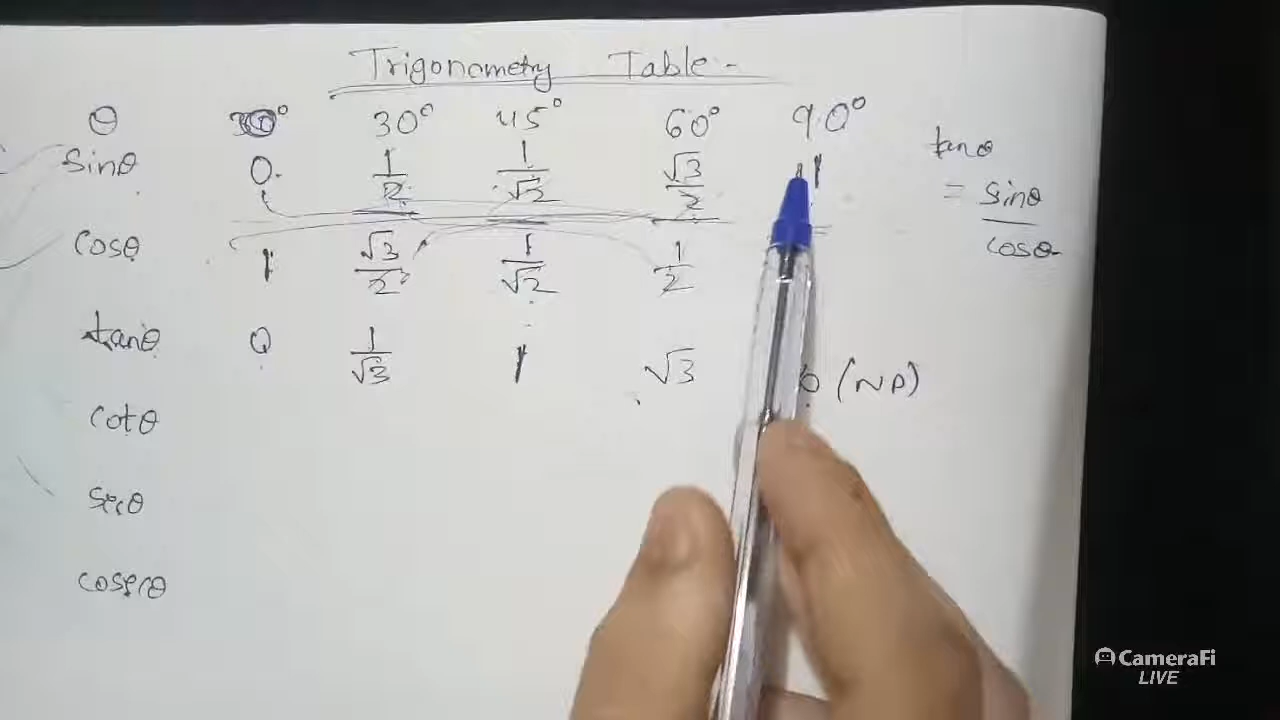 Trigonometry Table:-
θ 0° 30° 45° 60° 90°
sinθ 0 1/2 1/√2 √3/2 1
cosθ 1 √3/2 1/√2 1/2
tanθ 0 1/√3 1 √3 (ND)
cotθ
secθ
cosecθ
tanθ
= sinθ
cosθ
CameraFi
LIVE